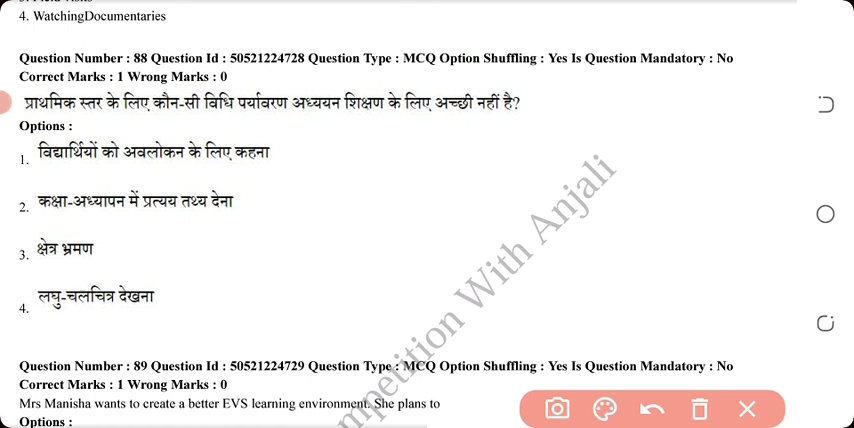 4. WatchingDocumentaries
Question Number : 88 Question Id : 50521224728 Question Type : MCQ Option Shuffling : Yes Is Question Mandatory : No
Correct Marks : 1 Wrong Marks : 0
प्राथमिक स्तर के लिए कौन-सी विधि पर्यावरण अध्ययन शिक्षण के लिए अच्छी नहीं है?
Options :
1. विद्यार्थियों को अवलोकन के लिए कहना
2. कक्षा-अध्यापन में प्रत्यय तथ्य देना
3. क्षेत्र भ्रमण
4. लघु-चलचित्र देखना
Question Number : 89 Question Id : 50521224729 Question Type : MCQ Option Shuffling : Yes Is Question Mandatory : No
Correct Marks : 1 Wrong Marks : 0
Mrs Manisha wants to create a better EVS learning environment. She plans to
Options :
mpetition With Anjali